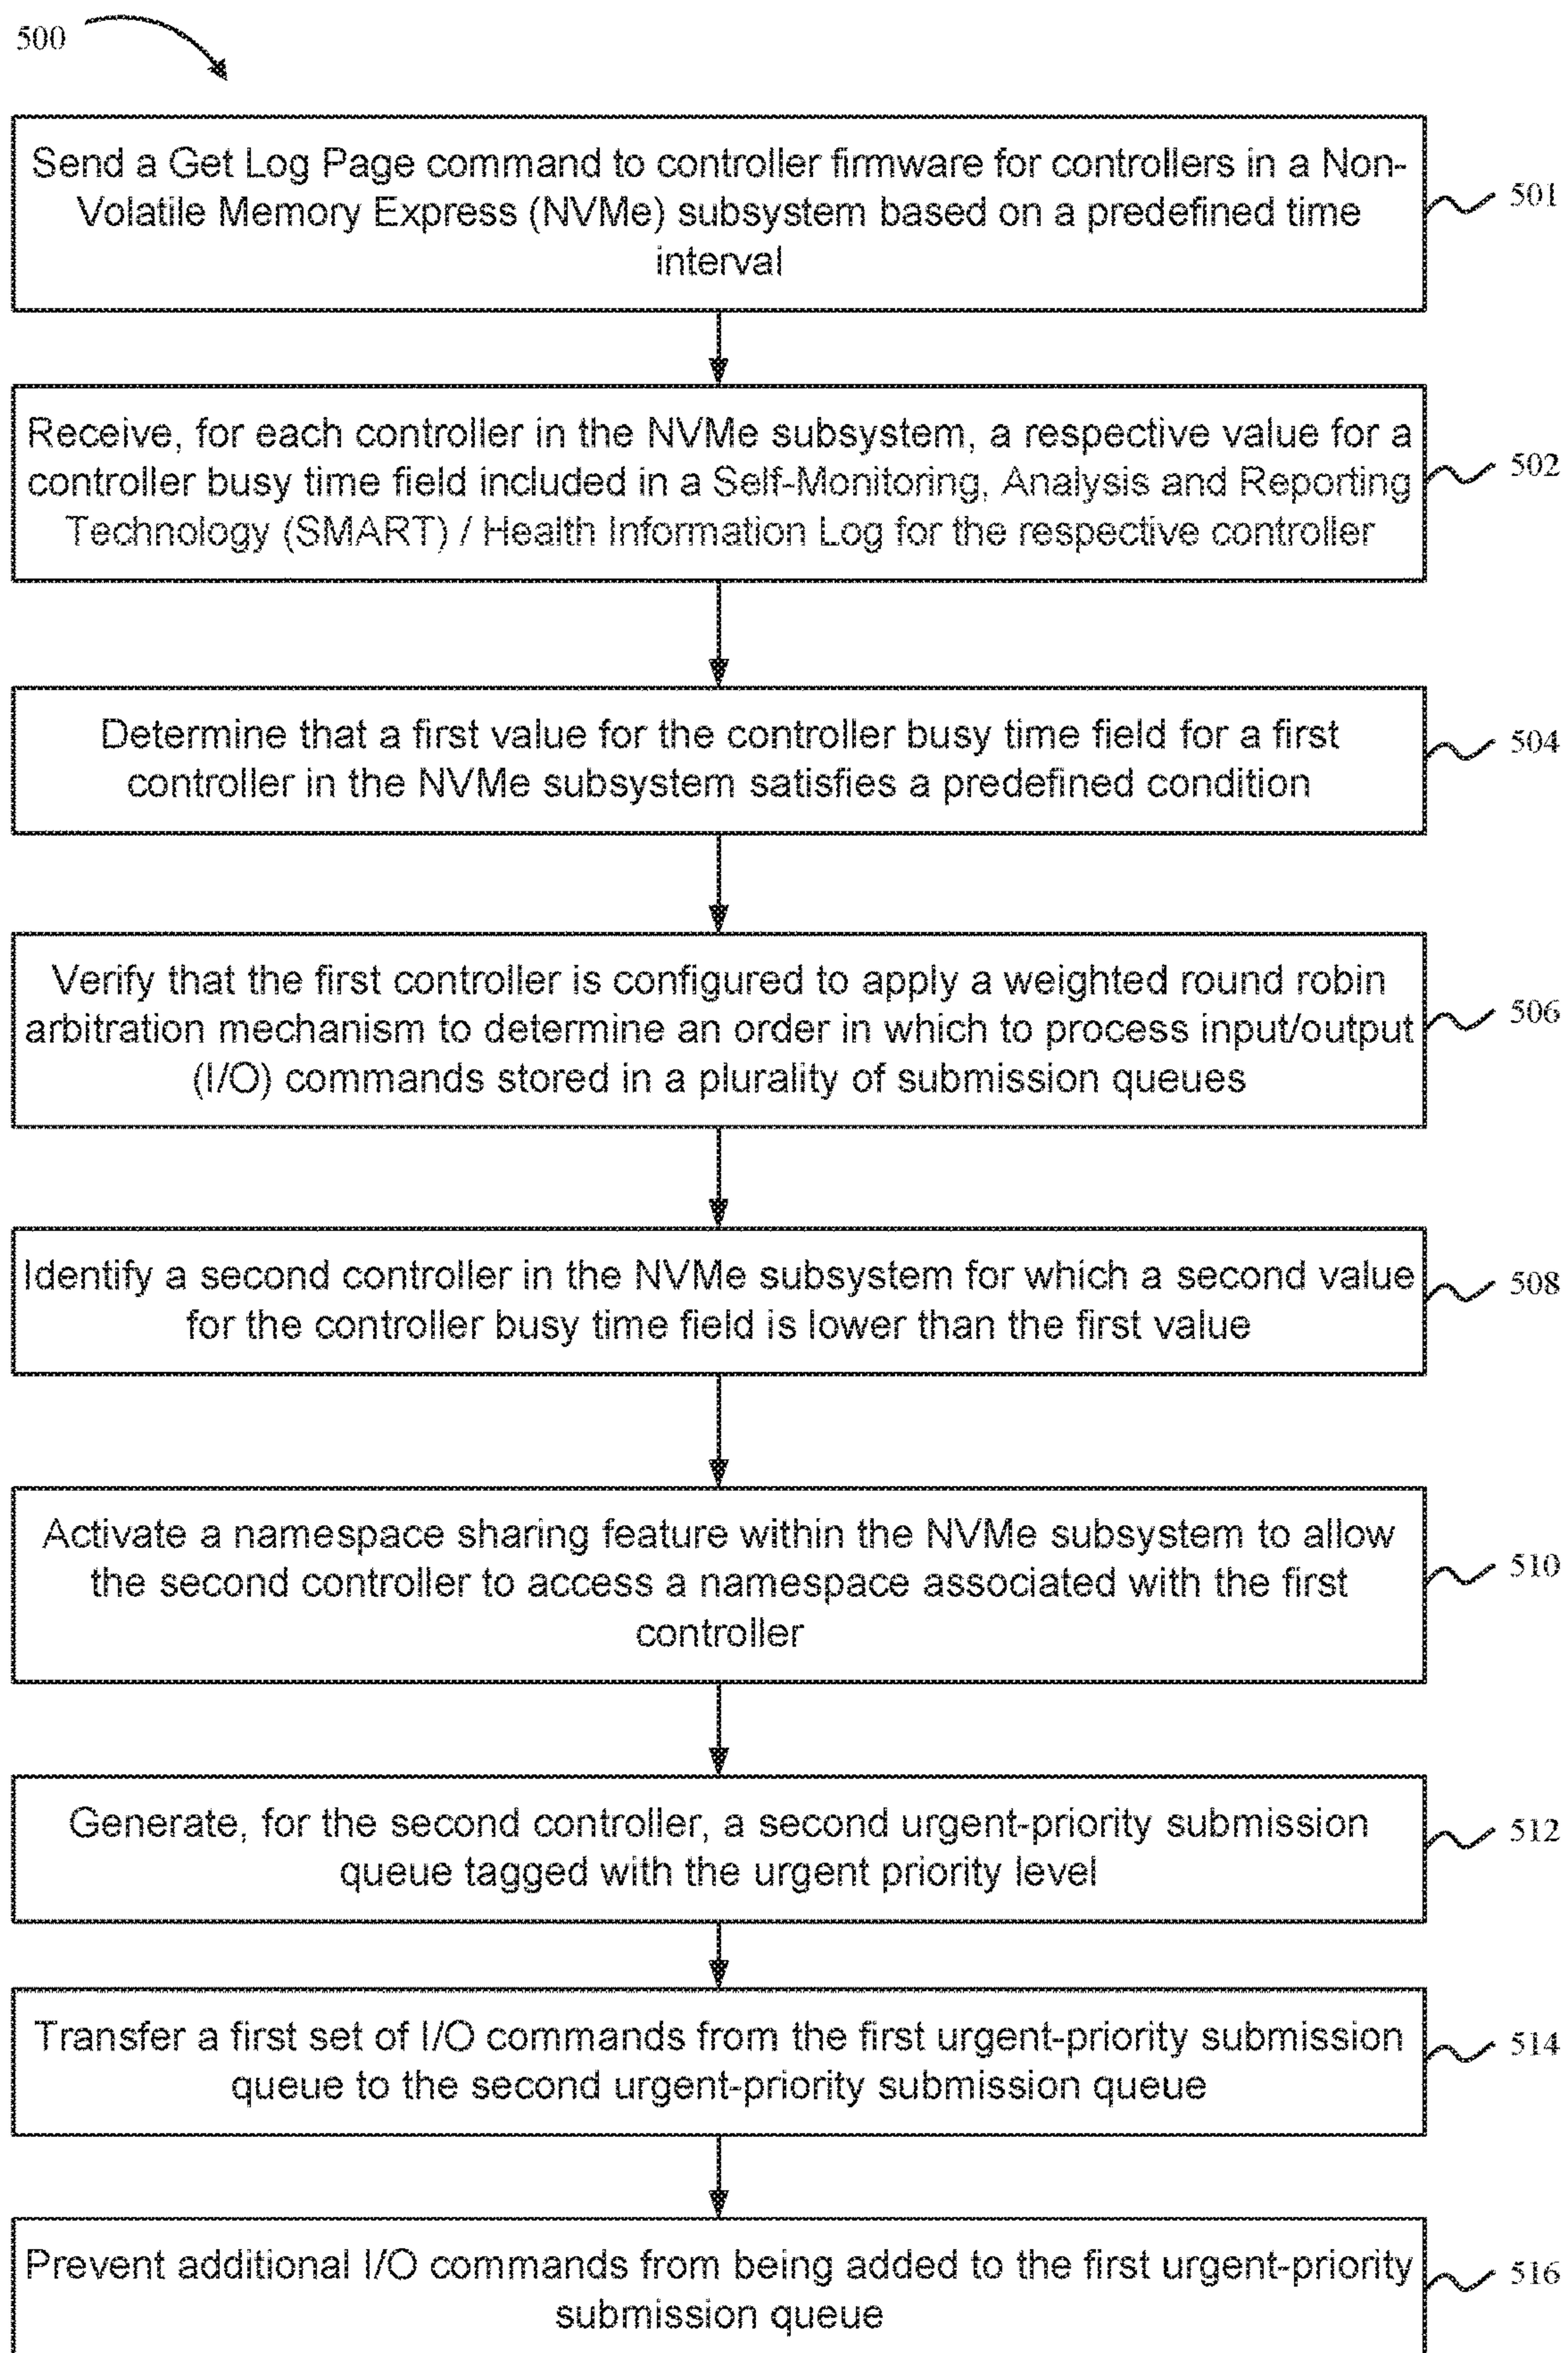 500
Send a Get Log Page command to controller firmware for controllers in a Non-
Volatile Memory Express (NVMe) subsystem based on a predefined time
interval
501
Receive, for each controller in the NVMe subsystem, a respective value for a
controller busy time field included in a Self-Monitoring, Analysis and Reporting
Technology (SMART) / Health Information Log for the respective controller
502
Determine that a first value for the controller busy time field for a first
controller in the NVMe subsystem satisfies a predefined condition
504
Verify that the first controller is configured to apply a weighted round robin
arbitration mechanism to determine an order in which to process input/output
(I/O) commands stored in a plurality of submission queues
506
Identify a second controller in the NVMe subsystem for which a second value
for the controller busy time field is lower than the first value
508
Activate a namespace sharing feature within the NVMe subsystem to allow
the second controller to access a namespace associated with the first
controller
510
Generate, for the second controller, a second urgent-priority submission
queue tagged with the urgent priority level
512
Transfer a first set of I/O commands from the first urgent-priority submission
queue to the second urgent-priority submission queue
514
Prevent additional I/O commands from being added to the first urgent-priority
submission queue
516